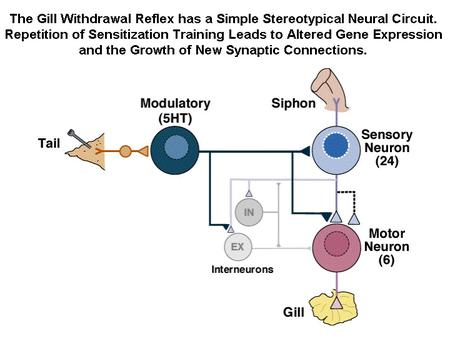 The Gill Withdrawal Reflex has a Simple Stereotypical Neural Circuit.
Repetition of Sensitization Training Leads to Altered Gene Expression
and the Growth of New Synaptic Connections.
Modulatory
(5HT)
Siphon
Tail
Sensory
Neuron
(24)
IN
EX
Interneurons
Motor
Neuron
(6)
Gill